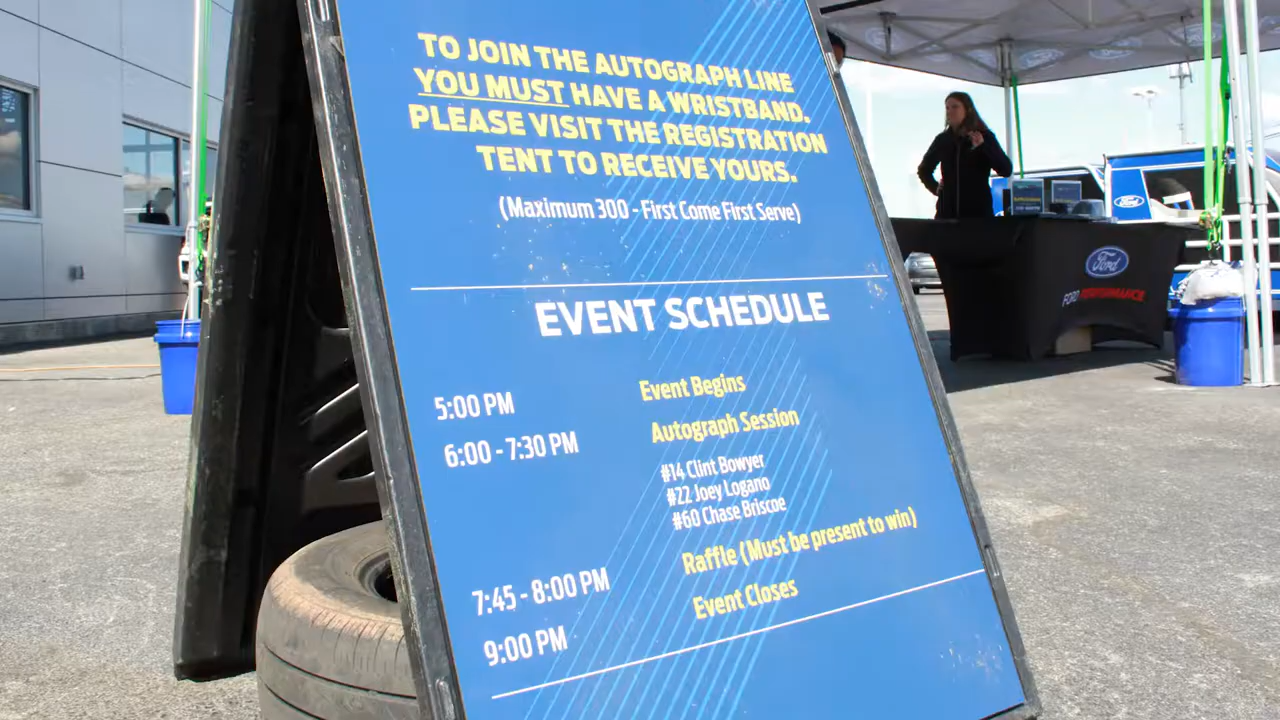 TO JOIN THE AUTOGRAPH LINE
YOU MUST HAVE A WRISTBAND.
PLEASE VISIT THE REGISTRATION
TENT TO RECEIVE YOURS.
(Maximum 300 - First Come First Serve)
EVENT SCHEDULE
5:00 PM Event Begins
6:00 - 7:30 PM Autograph Session
#14 Clint Bowyer
#22 Joey Logano
#60 Chase Briscoe
7:45 - 8:00 PM Raffle (Must be present to win)
9:00 PM Event Closes
Ford
FORD PERFORMANCE
Ford